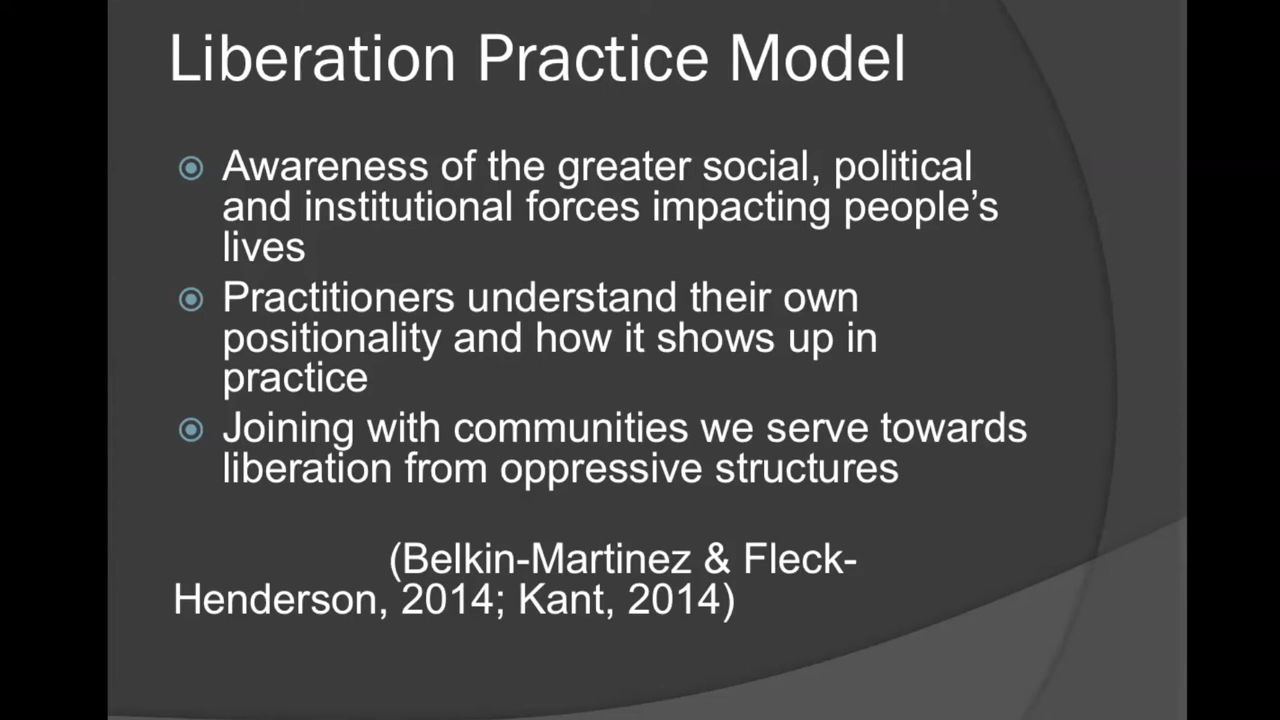 Liberation Practice Model
Awareness of the greater social, political
and institutional forces impacting people’s
lives
Practitioners understand their own
positionality and how it shows up in
practice
Joining with communities we serve towards
liberation from oppressive structures
(Belkin-Martinez & Fleck-
Henderson, 2014; Kant, 2014)